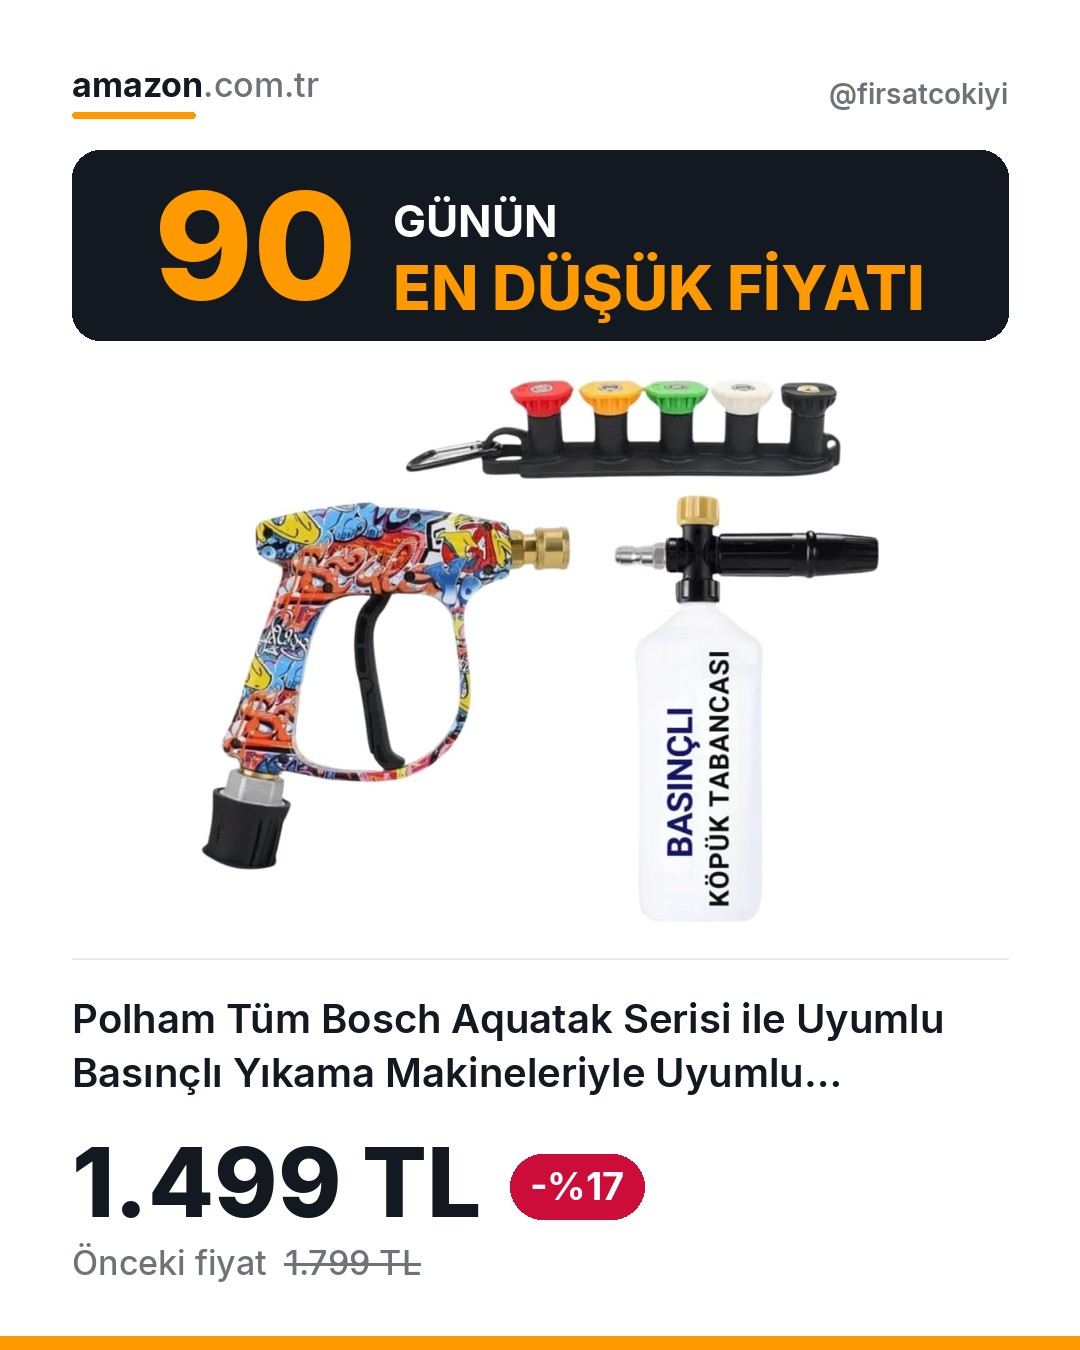 amazon.com.tr
@firsatcokiyi
90
GÜNÜN
EN DÜŞÜK FİYATI
BASINÇLI
KÖPÜK TABANCASI
Polham Tüm Bosch Aquatak Serisi ile Uyumlu
Basınçlı Yıkama Makineleriyle Uyumlu...
1.499 TL
-%17
Önceki fiyat 1.799 TL